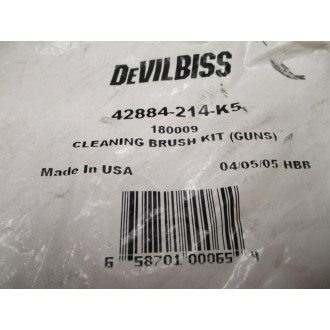 DEVILBISS
42884-214-K5
180009
CLEANING BRUSH KIT (GUNS)
Made In USA 04/05/05 HBB
6 58701 00065 4